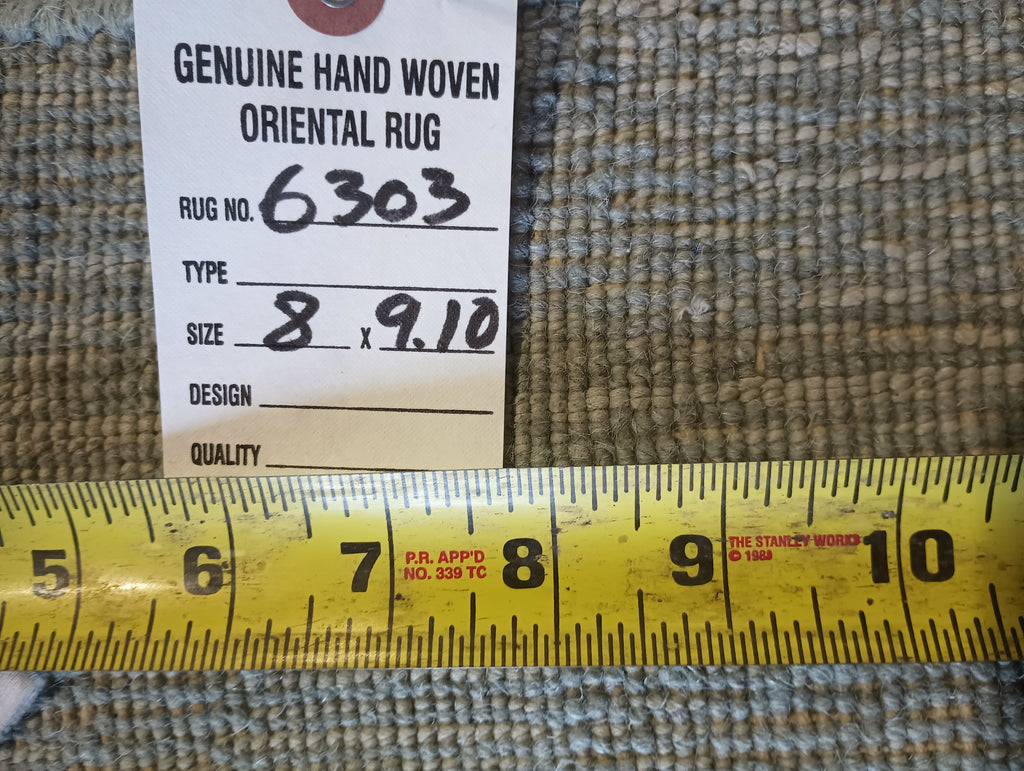 GENUINE HAND WOVEN
ORIENTAL RUG
RUG NO. 6303
TYPE
SIZE 8 x 9.10
DESIGN
QUALITY
5 6 7 8 9 10
P.R. APP'D
NO. 339 TC
THE STANLEY WORKS